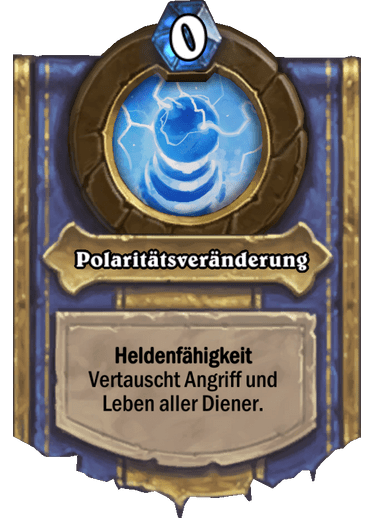 0
Polaritätsveränderung
Heldenfähigkeit
Vertauscht Angriff und
Leben aller Diener.